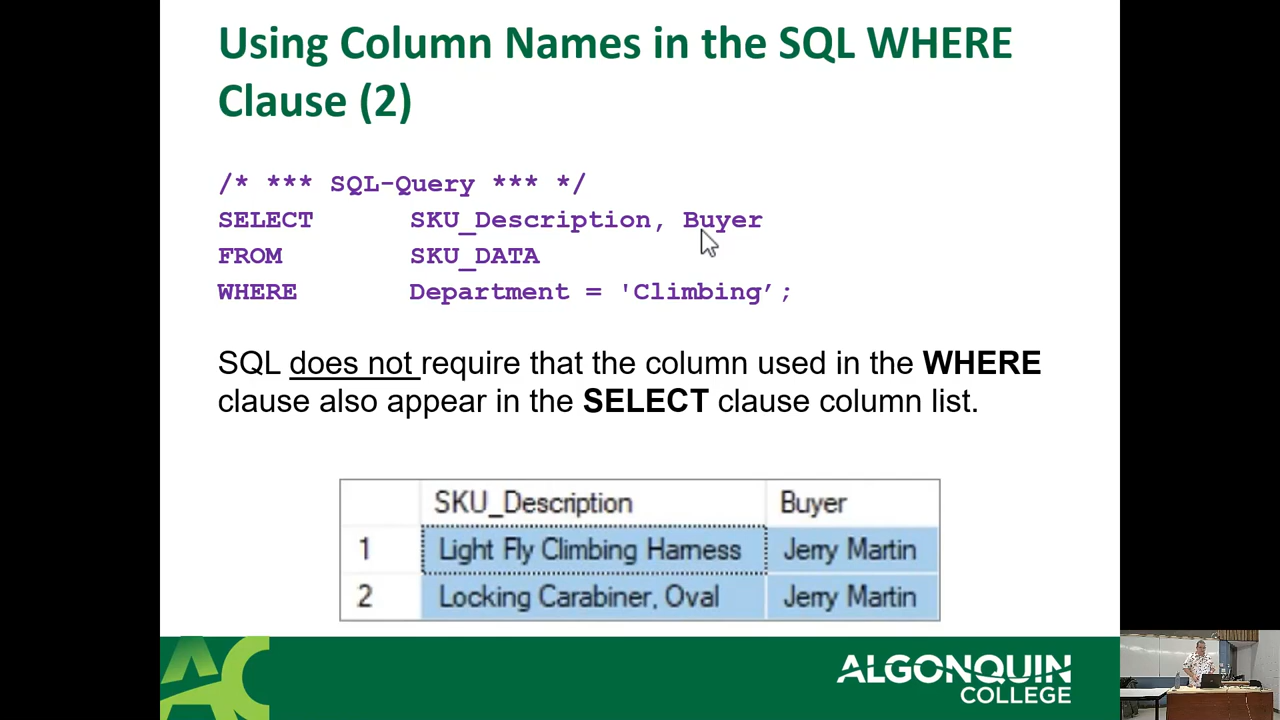 Using Column Names in the SQL WHERE
Clause (2)
/* *** SQL-Query *** */
SELECT SKU_Description, Buyer
FROM SKU_DATA
WHERE Department = 'Climbing’;
SQL does not require that the column used in the WHERE
clause also appear in the SELECT clause column list.
SKU_Description Buyer
1 Light Fly Climbing Harness Jerry Martin
2 Locking Carabiner, Oval Jerry Martin
AC
ALGONQUIN
COLLEGE